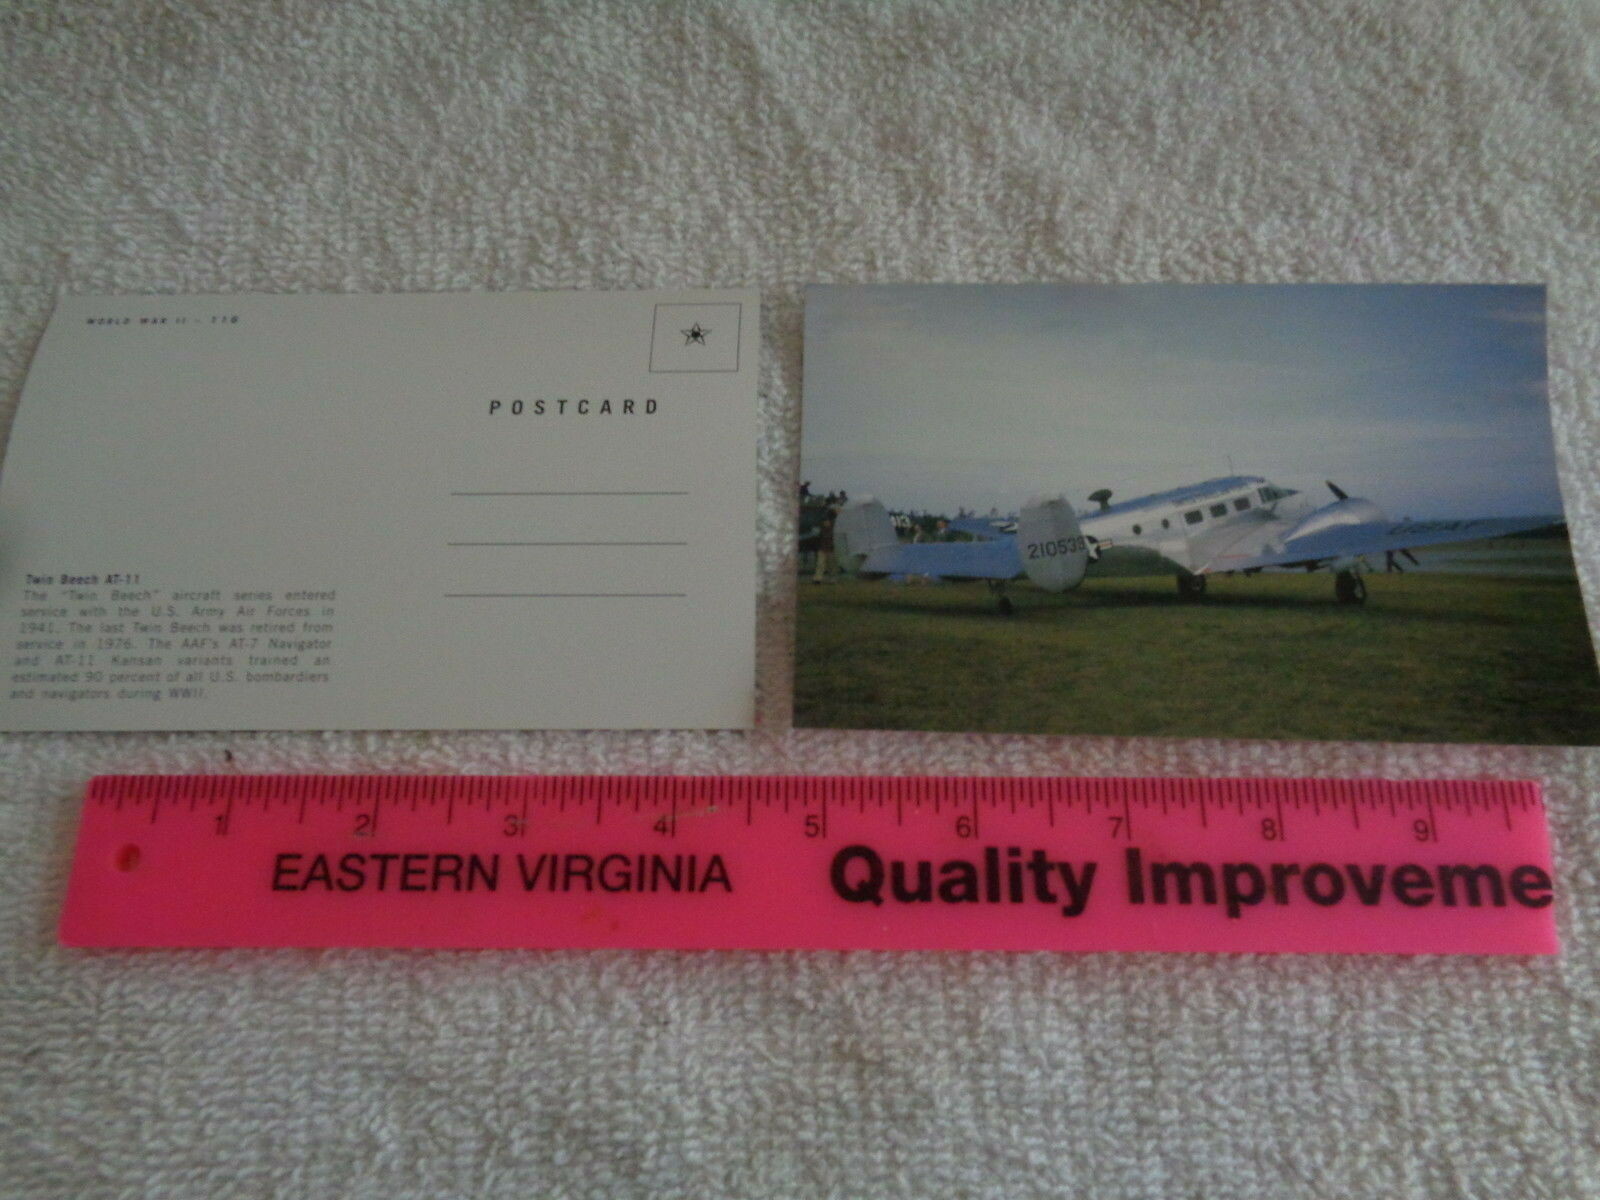 WORLD WAR II - 110
POSTCARD
Twin Beech AT-11
The "Twin Beech" aircraft series entered
service with the U.S. Army Air Forces in
1941. The last Twin Beech was retired from
service in 1976. The AAF's AT-7 Navigator
and AT-11 Kansan variants trained an
estimated 90 percent of all U.S. bombardiers
and navigators during WWII.
210539
1 2 3 4 5 6 7 8 9
EASTERN VIRGINIA Quality Improveme